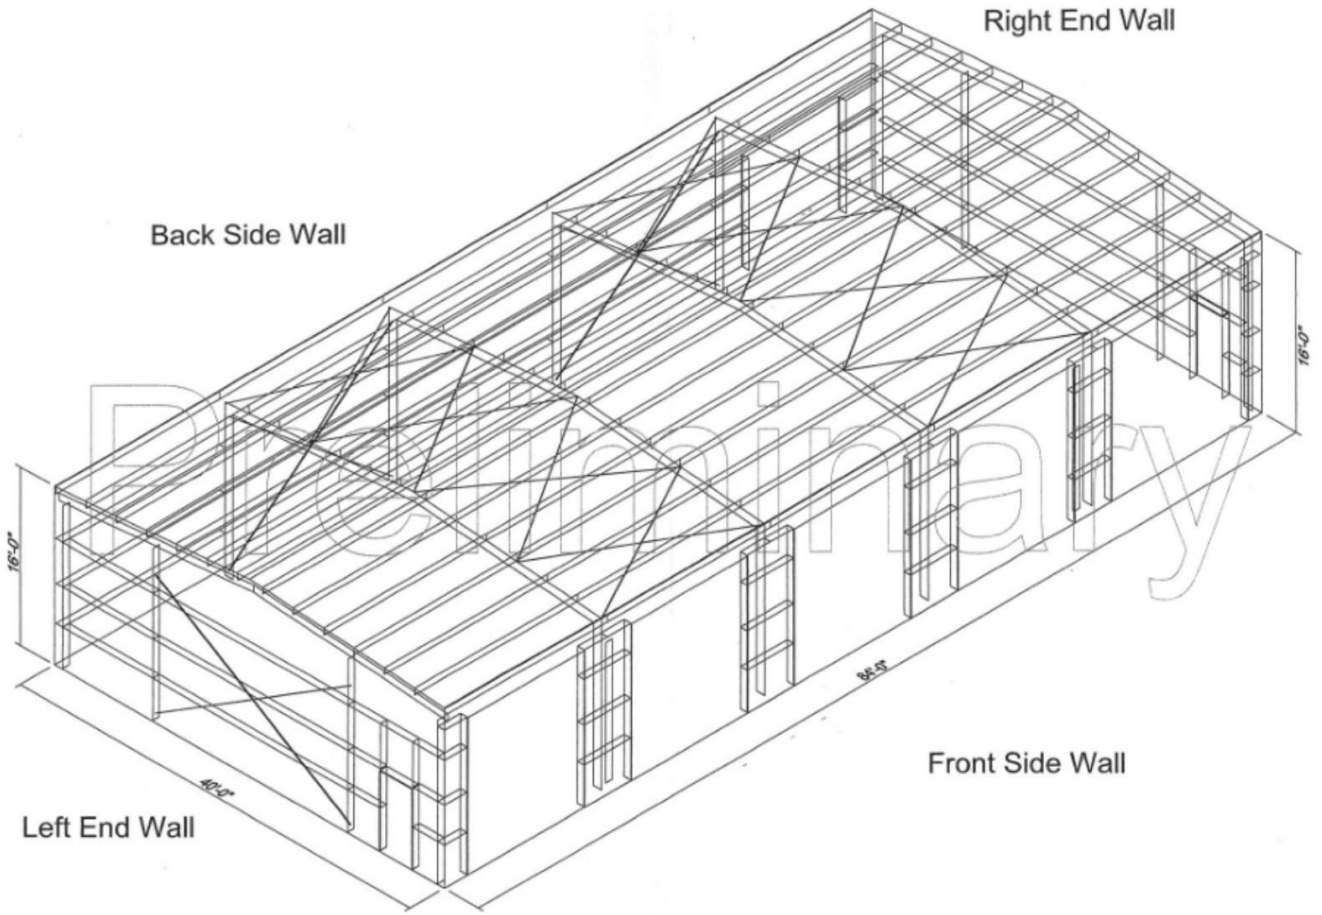 Right End Wall
Back Side Wall
16'-0"
Preliminary
16'-0"
84'-0"
Front Side Wall
40'-0"
Left End Wall